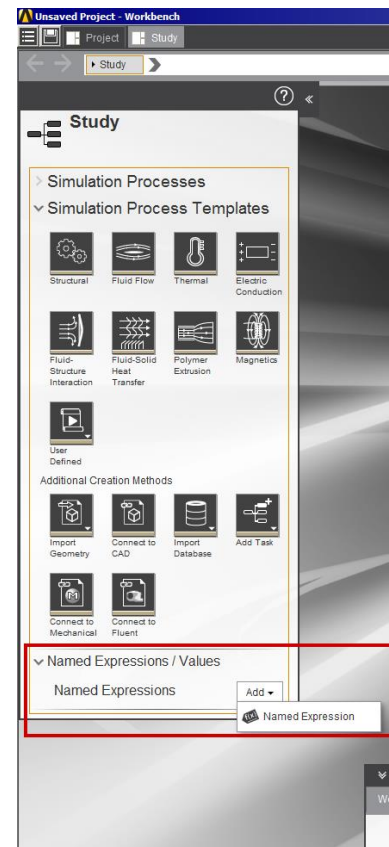 Unsaved Project - Workbench
Project
Study
Study
?
«
Study
Simulation Processes
Simulation Process Templates
Structural
Fluid Flow
Thermal
Electric
Conduction
Fluid-
Structure
Interaction
Fluid-Solid
Heat
Transfer
Polymer
Extrusion
Magnetics
User
Defined
Additional Creation Methods
Import
Geometry
Connect to
CAD
Import
Database
Add Task
Connect to
Mechanical
Connect to
Fluent
Named Expressions / Values
Named Expressions
Add
Named Expression